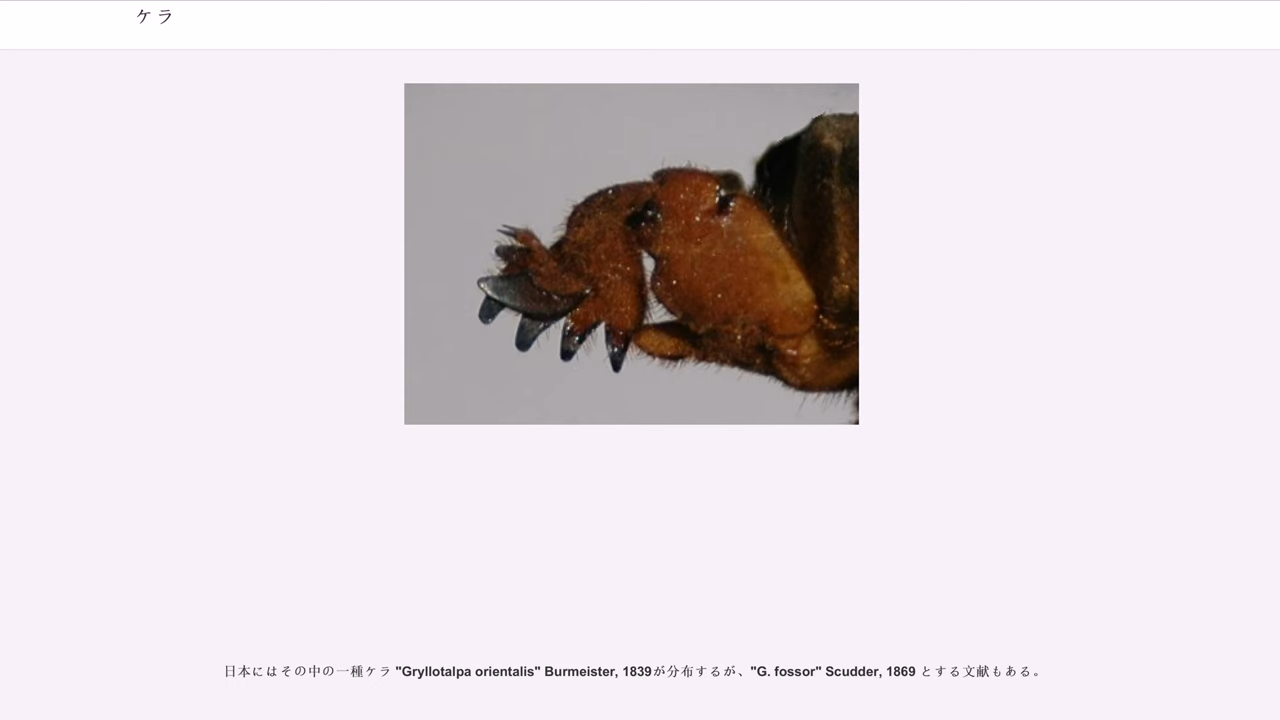 ケラ
日本にはその中の一種ケラ "Gryllotalpa orientalis" Burmeister, 1839が分布するが、"G. fossor" Scudder, 1869 とする文献もある。